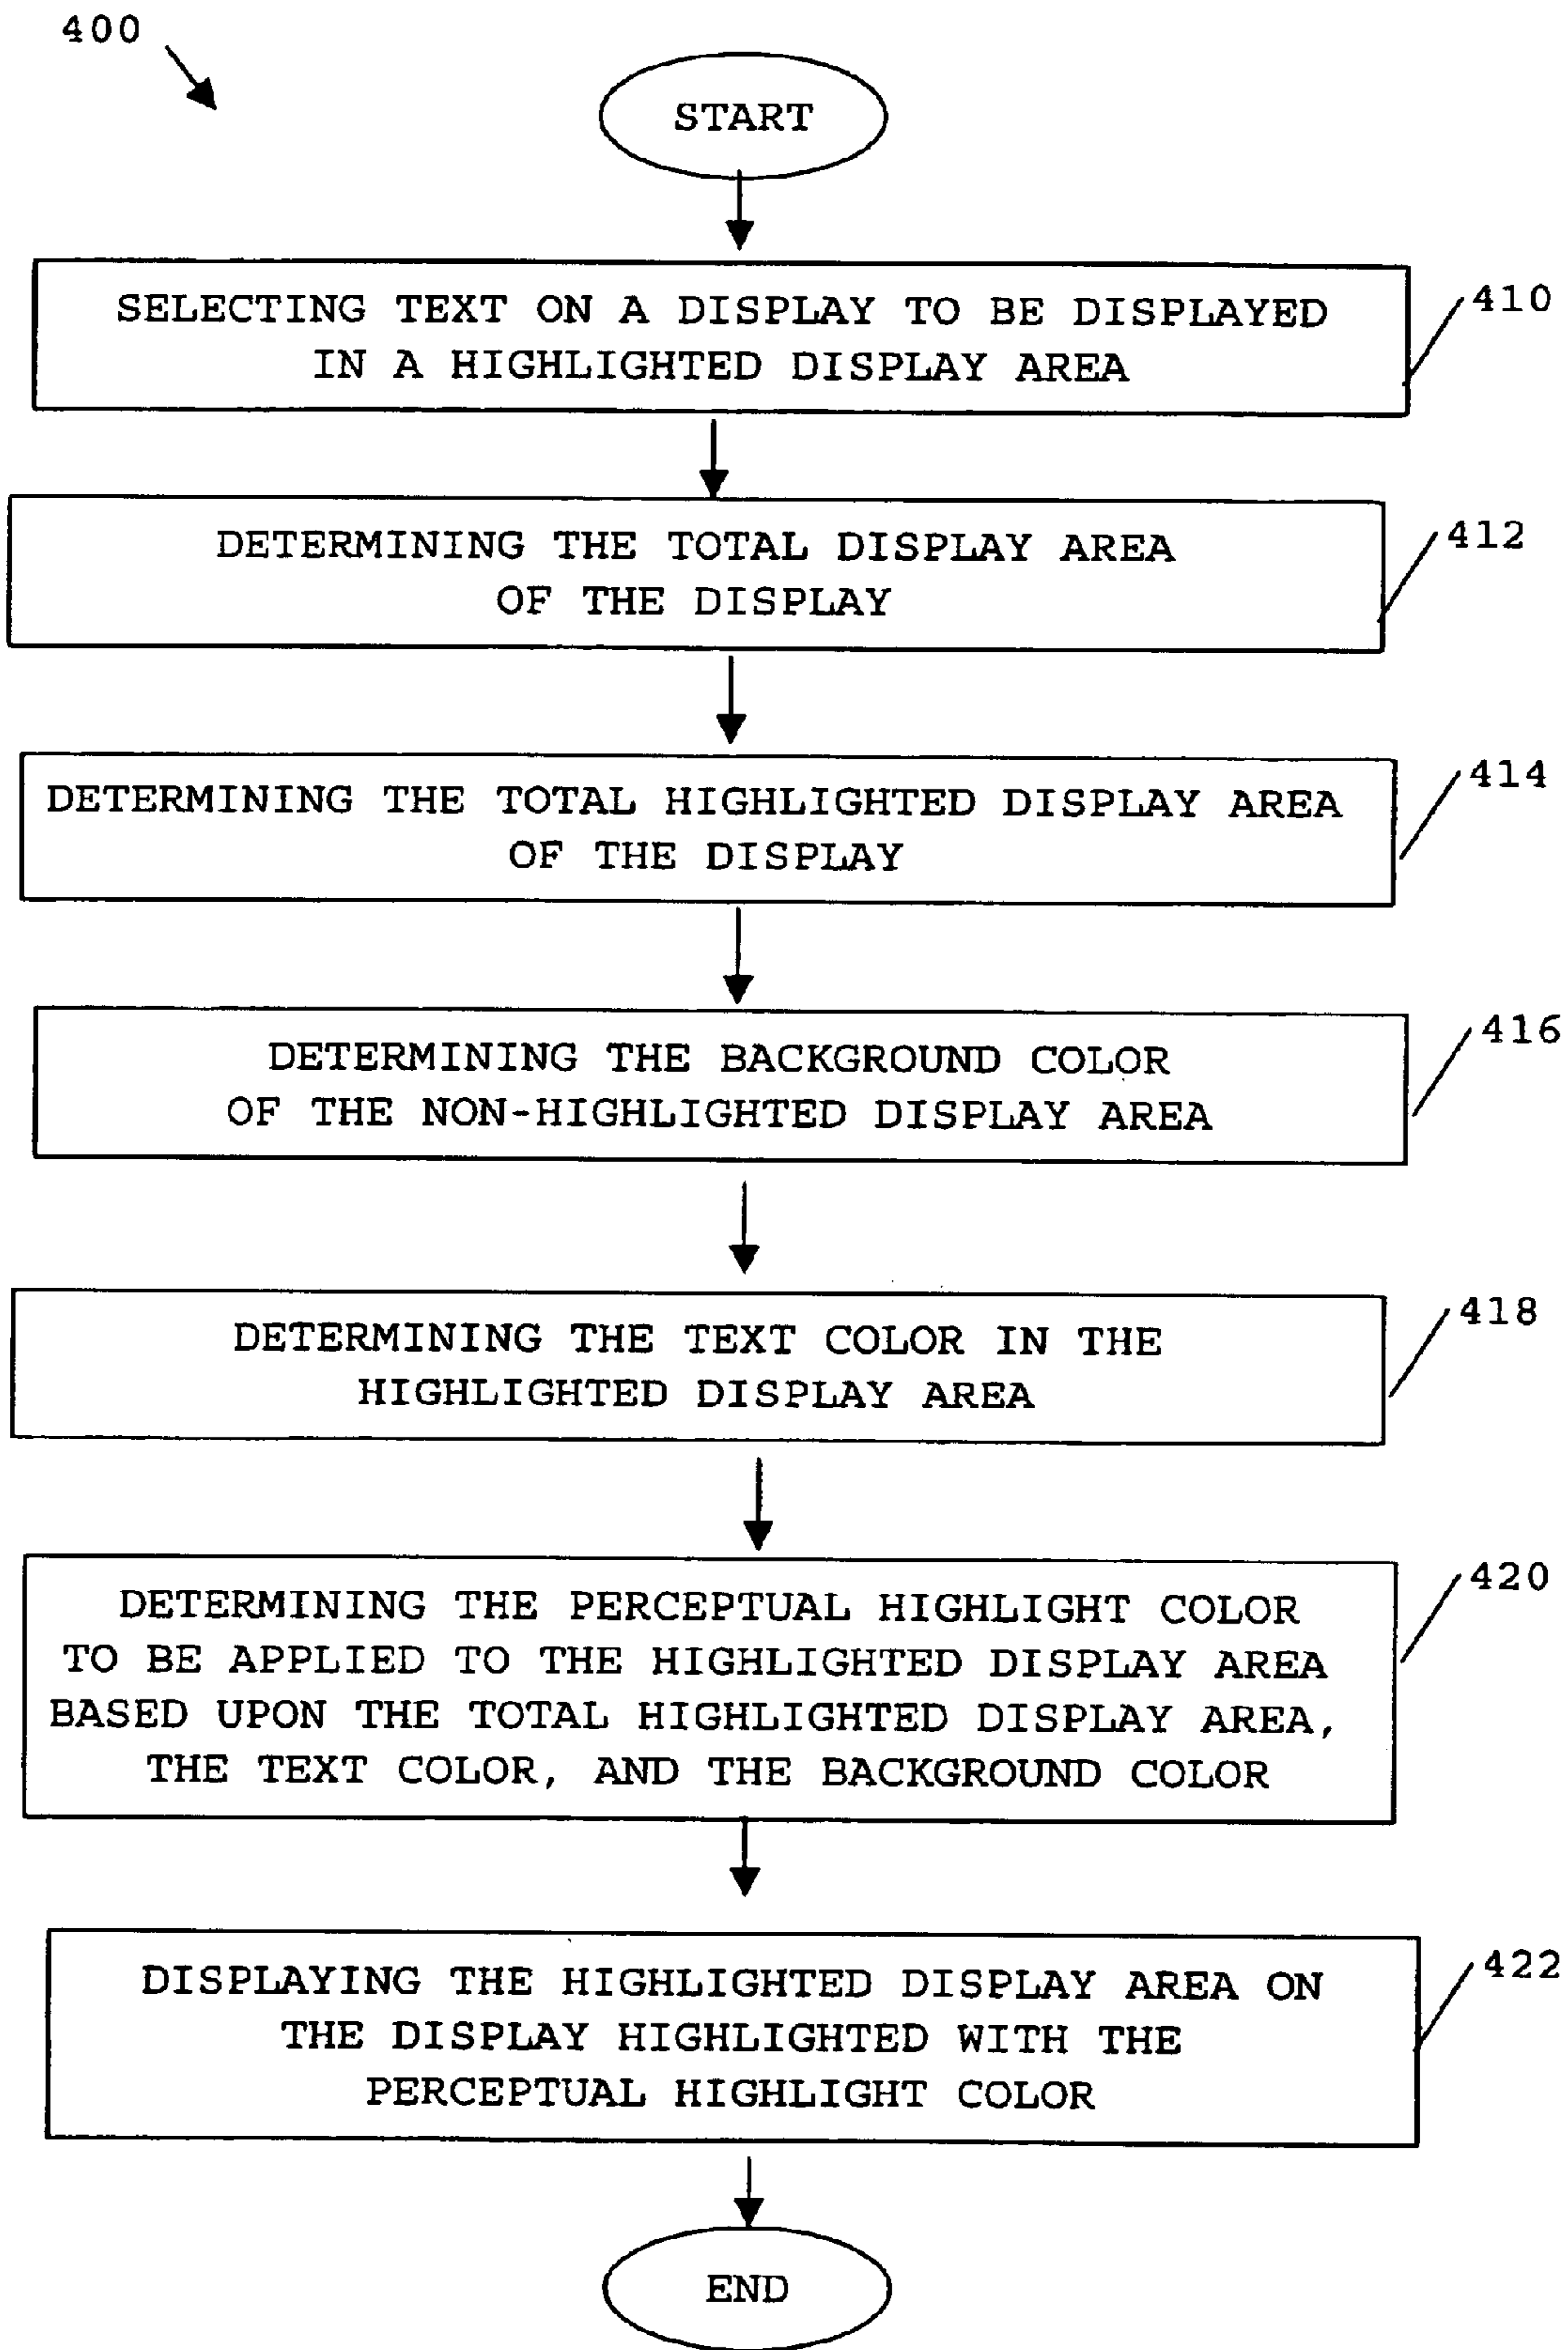 400
START
SELECTING TEXT ON A DISPLAY TO BE DISPLAYED
IN A HIGHLIGHTED DISPLAY AREA
410
DETERMINING THE TOTAL DISPLAY AREA
OF THE DISPLAY
412
DETERMINING THE TOTAL HIGHLIGHTED DISPLAY AREA
OF THE DISPLAY
414
DETERMINING THE BACKGROUND COLOR
OF THE NON-HIGHLIGHTED DISPLAY AREA
416
DETERMINING THE TEXT COLOR IN THE
HIGHLIGHTED DISPLAY AREA
418
DETERMINING THE PERCEPTUAL HIGHLIGHT COLOR
TO BE APPLIED TO THE HIGHLIGHTED DISPLAY AREA
BASED UPON THE TOTAL HIGHLIGHTED DISPLAY AREA,
THE TEXT COLOR, AND THE BACKGROUND COLOR
420
DISPLAYING THE HIGHLIGHTED DISPLAY AREA ON
THE DISPLAY HIGHLIGHTED WITH THE
PERCEPTUAL HIGHLIGHT COLOR
422
END